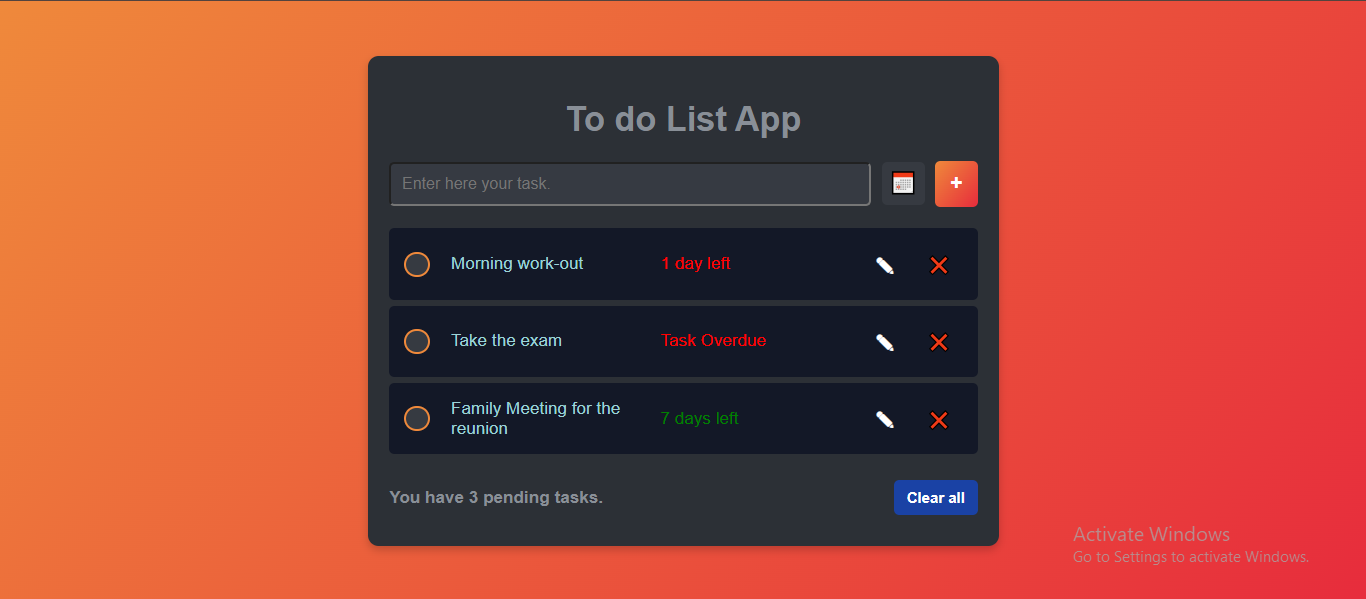 To do List App
Enter here your task.
+
Morning work-out 1 day left
Take the exam Task Overdue
Family Meeting for the
reunion
7 days left
You have 3 pending tasks.
Clear all
Activate Windows
Go to Settings to activate Windows.